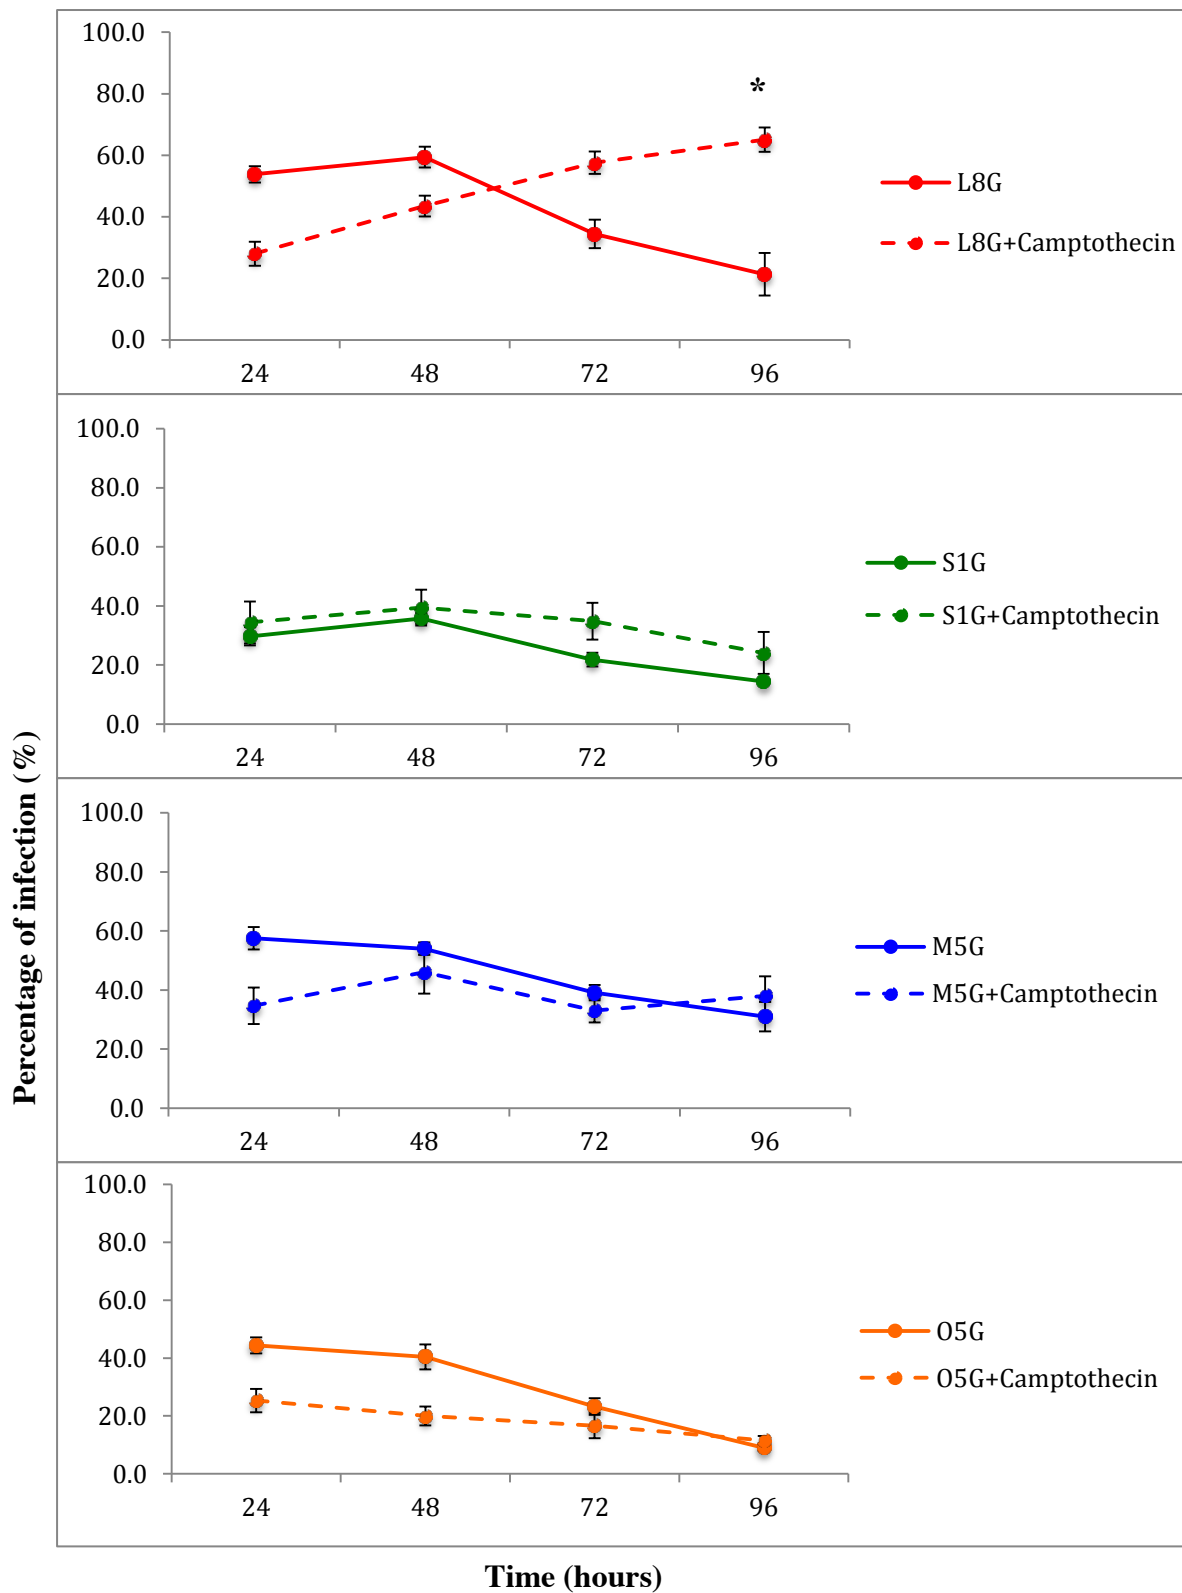 100.0
80.0
60.0
40.0
20.0
0.0
*
24 48 72 96
L8G
L8G+Camptothecin
100.0
80.0
60.0
40.0
20.0
0.0
24 48 72 96
S1G
S1G+Camptothecin
100.0
80.0
60.0
40.0
20.0
0.0
24 48 72 96
M5G
M5G+Camptothecin
100.0
80.0
60.0
40.0
20.0
0.0
24 48 72 96
O5G
O5G+Camptothecin
Percentage of infection (%)
Time (hours)